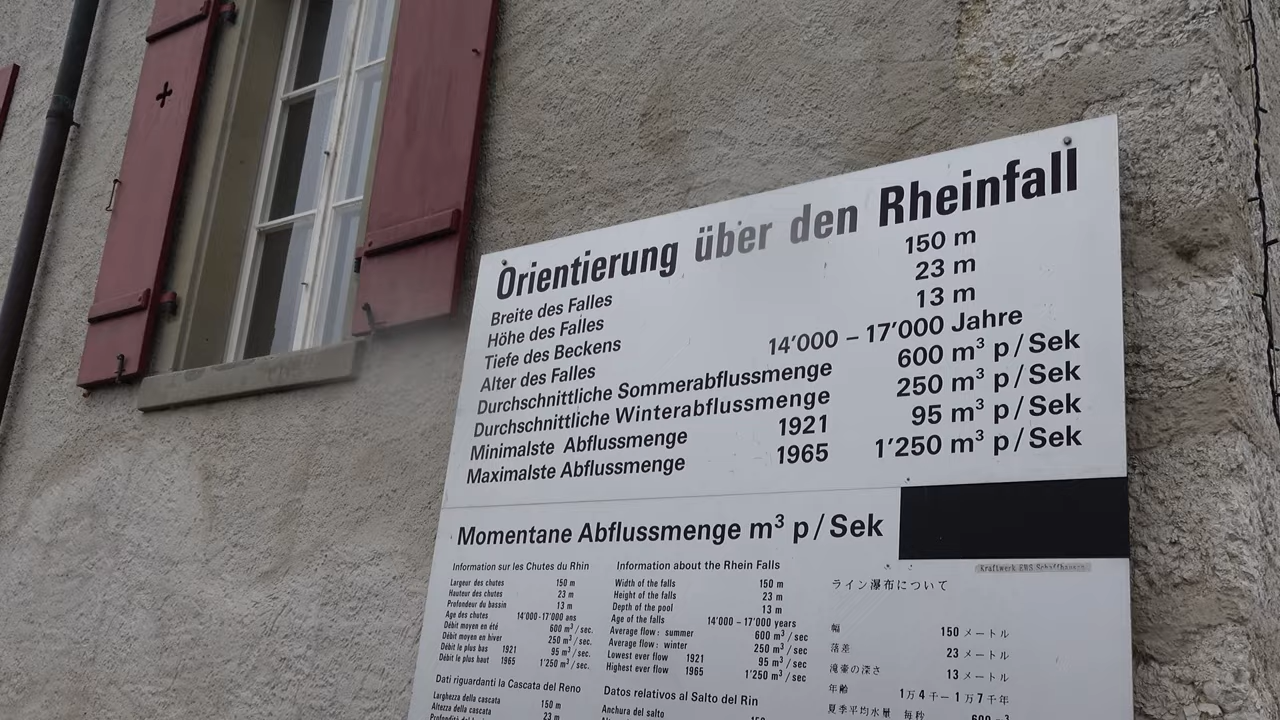 Orientierung über den Rheinfall
Breite des Falles 150 m
Höhe des Falles 23 m
Tiefe des Beckens 13 m
Alter des Falles 14'000 – 17'000 Jahre
Durchschnittliche Sommerabflussmenge 600 m³ p/Sek
Durchschnittliche Winterabflussmenge 250 m³ p/Sek
Minimalste Abflussmenge 1921 95 m³ p/Sek
Maximalste Abflussmenge 1965 1'250 m³ p/Sek
Momentane Abflussmenge m³ p/Sek
Kraftwerk EWS Schaffhausen
Information sur les Chutes du Rhin
Largeur des chutes 150 m
Hauteur des chutes 23 m
Profondeur du bassin 13 m
Age des chutes 14'000-17'000 ans
Débit moyen en été 600 m³/sec.
Débit moyen en hiver 250 m³/sec.
Débit le plus bas 1921 95 m³/sec.
Débit le plus haut 1965 1'250 m³/sec.
Information about the Rhein Falls
Width of the falls 150 m
Height of the falls 23 m
Depth of the pool 13 m
Age of the falls 14'000 – 17'000 years
Average flow: summer 600 m³/sec
Average flow: winter 250 m³/sec
Lowest ever flow 1921 95 m³/sec
Highest ever flow 1965 1'250 m³/sec
ライン瀑布について
幅 150 メートル
落差 23 メートル
滝壷の深さ 13 メートル
年齢 1万4千ー1万7千年
夏季平均水量 毎秒 600 m³
Dati riguardanti la Cascata del Reno
Larghezza della cascata 150 m
Altezza della cascata 23 m
Datos relativos al Salto del Rin
Anchura del salto